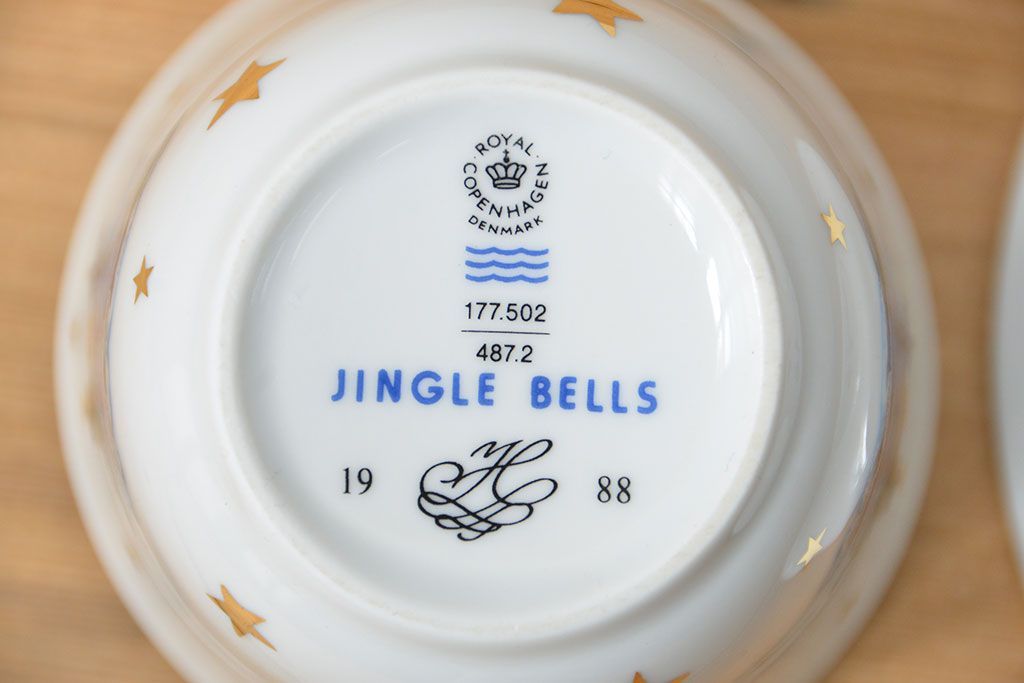 ROYAL
COPENHAGEN
DENMARK
177.502
487.2
JINGLE BELLS
19 H 88